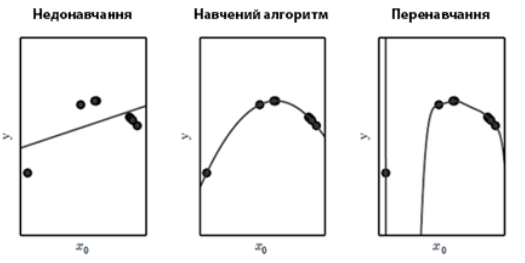 Недонавчання Навчений алгоритм Перенавчання
y y y
x₀ x₀ x₀